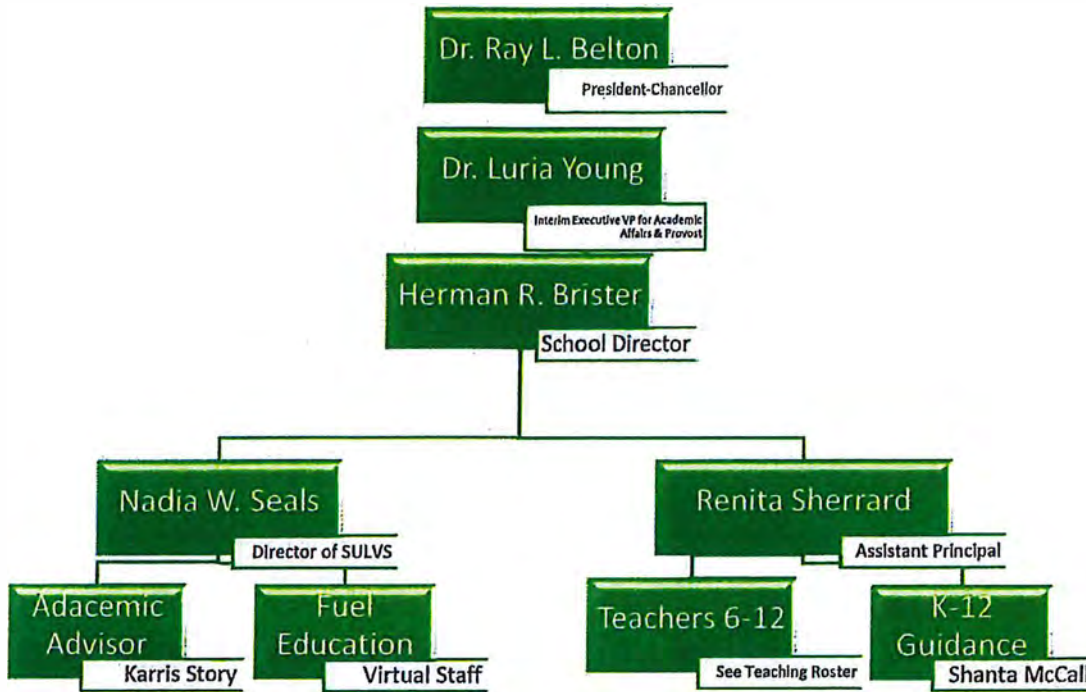 Dr. Ray L. Belton
President-Chancellor
Dr. Luria Young
Interim Executive VP for Academic
Affairs & Provost
Herman R. Brister
School Director
Nadia W. Seals
Director of SULVS
Renita Sherrard
Assistant Principal
Adacemic
Advisor
Karris Story
Fuel
Education
Virtual Staff
Teachers 6-12
See Teaching Roster
K-12
Guidance
Shanta McCall